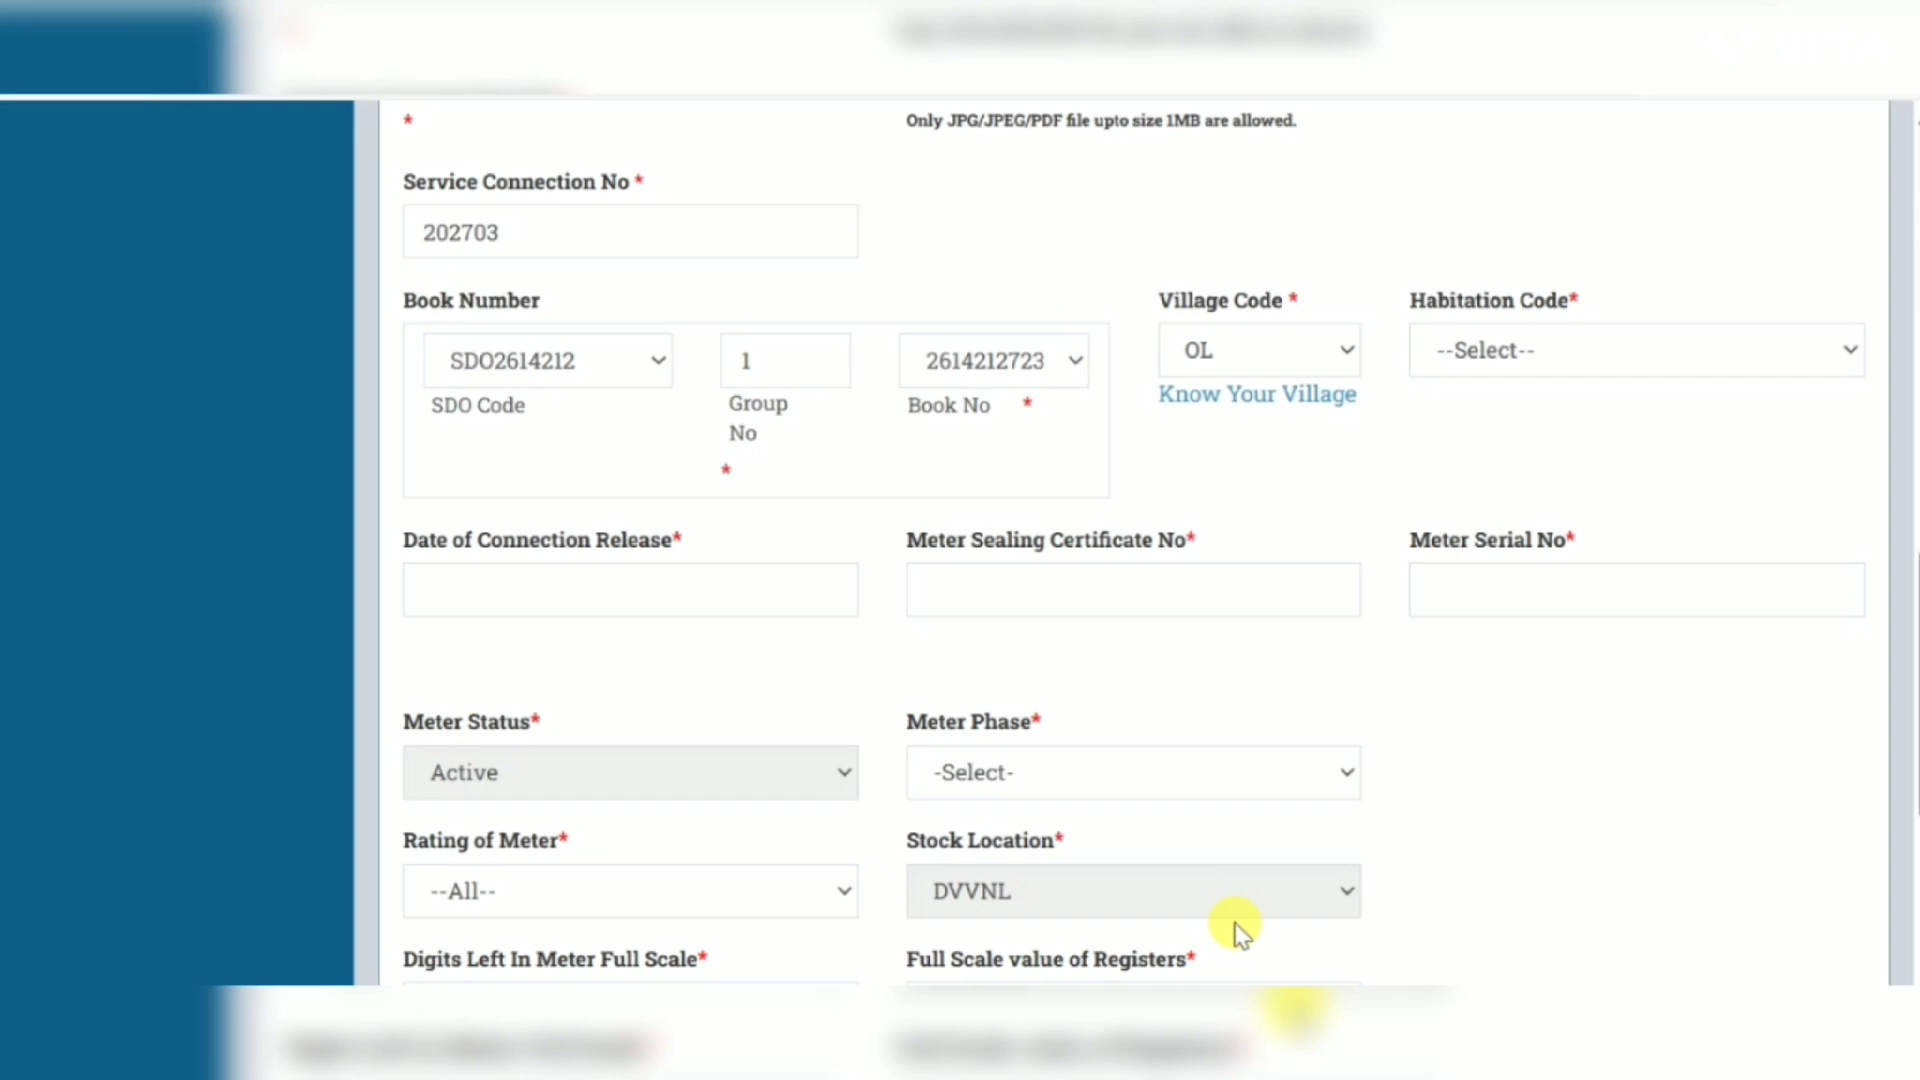 * Only JPG/JPEG/PDF file upto size 1MB are allowed.
Service Connection No *
202703
Book Number
Village Code *
Habitation Code*
SDO2614212
1
2614212723
OL
--Select--
SDO Code
Group
No
*
Book No *
Know Your Village
Date of Connection Release*
Meter Sealing Certificate No*
Meter Serial No*
Meter Status*
Meter Phase*
Active
-Select-
Rating of Meter*
Stock Location*
--All--
DVVNL
Digits Left In Meter Full Scale*
Full Scale value of Registers*